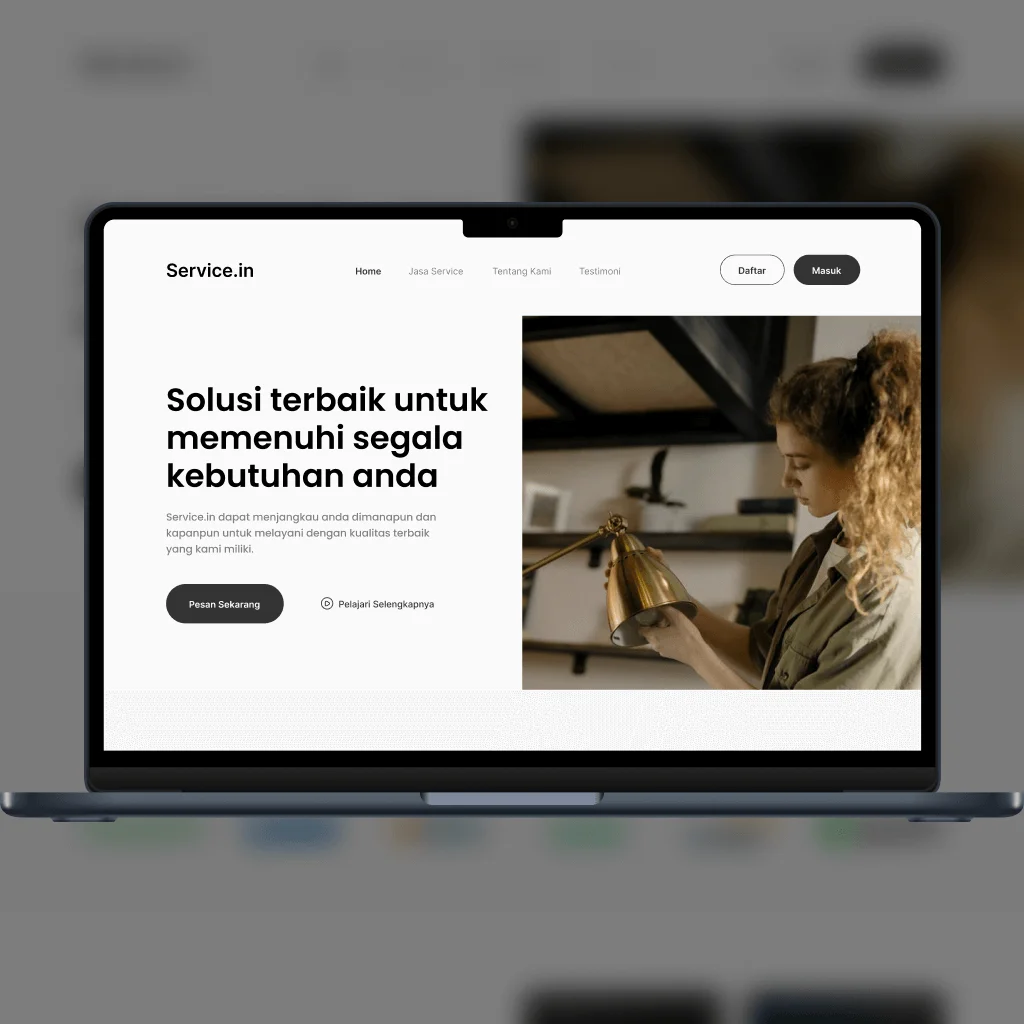 Service.in
Home
Jasa Service
Tentang Kami
Testimoni
Daftar
Masuk
Solusi terbaik untuk
memenuhi segala
kebutuhan anda
Service.in dapat menjangkau anda dimanapun dan
kapanpun untuk melayani dengan kualitas terbaik
yang kami miliki.
Pesan Sekarang
Pelajari Selengkapnya